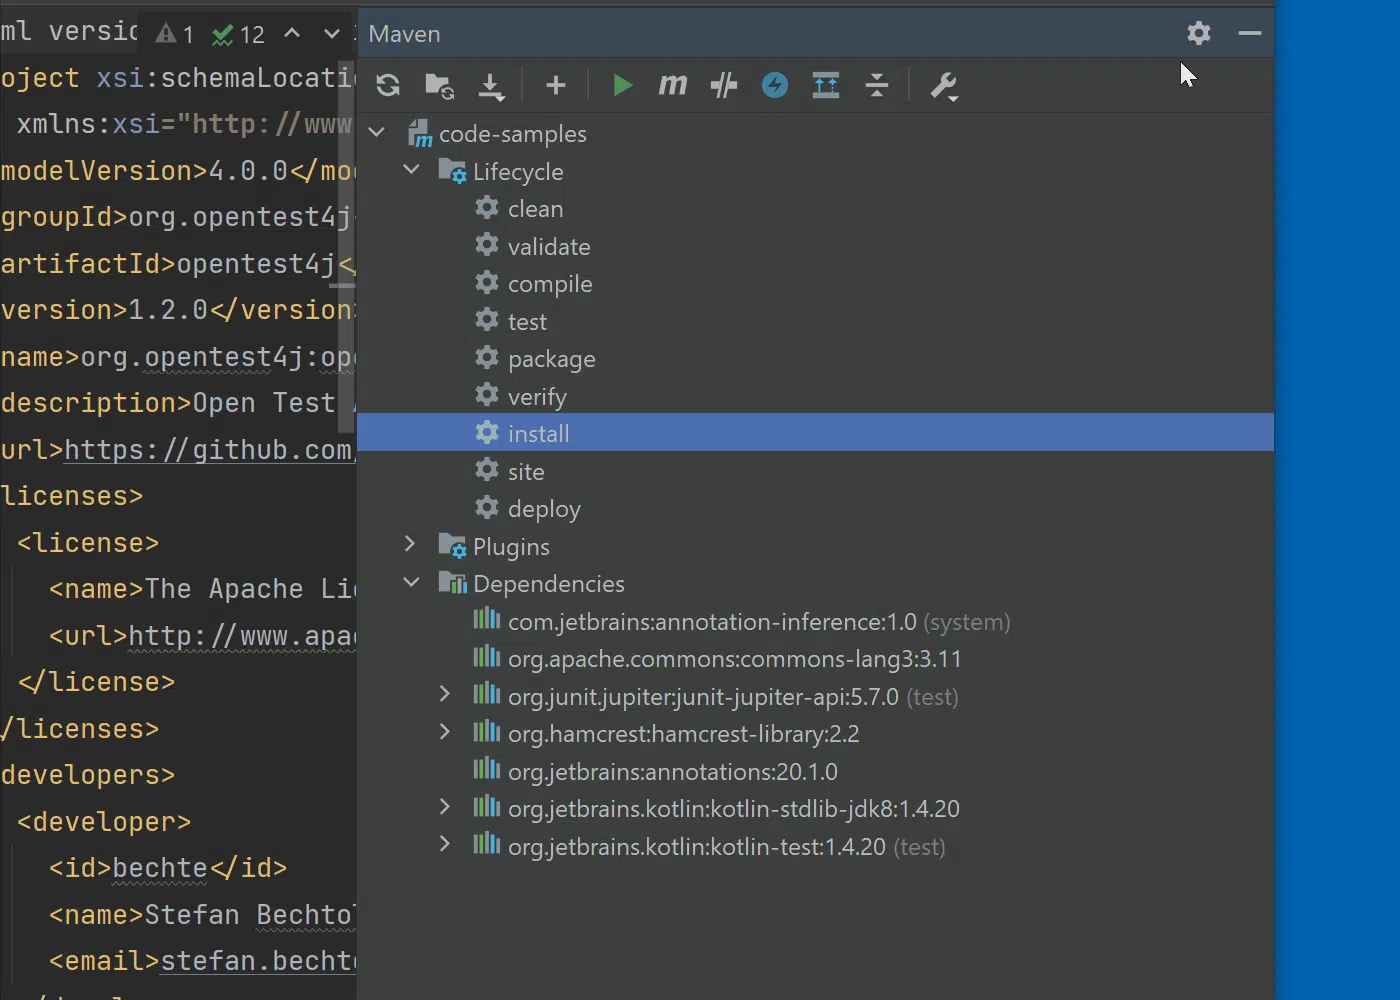 ml versio
1 12
oject xsi:schemaLocati
xmlns:xsi="http://www
modelVersion>4.0.0</mo
groupId>org.opentest4j
artifactId>opentest4j</
version>1.2.0</version>
name>org.opentest4j:op
description>Open Test
url>https://github.com/
licenses>
<license>
<name>The Apache Li
<url>http://www.apa
</license>
/licenses>
developers>
<developer>
<id>bechte</id>
<name>Stefan Bechtol
<email>stefan.becht
Maven
m
code-samples
Lifecycle
clean
validate
compile
test
package
verify
install
site
deploy
Plugins
Dependencies
com.jetbrains:annotation-inference:1.0 (system)
org.apache.commons:commons-lang3:3.11
org.junit.jupiter:junit-jupiter-api:5.7.0 (test)
org.hamcrest:hamcrest-library:2.2
org.jetbrains:annotations:20.1.0
org.jetbrains.kotlin:kotlin-stdlib-jdk8:1.4.20
org.jetbrains.kotlin:kotlin-test:1.4.20 (test)